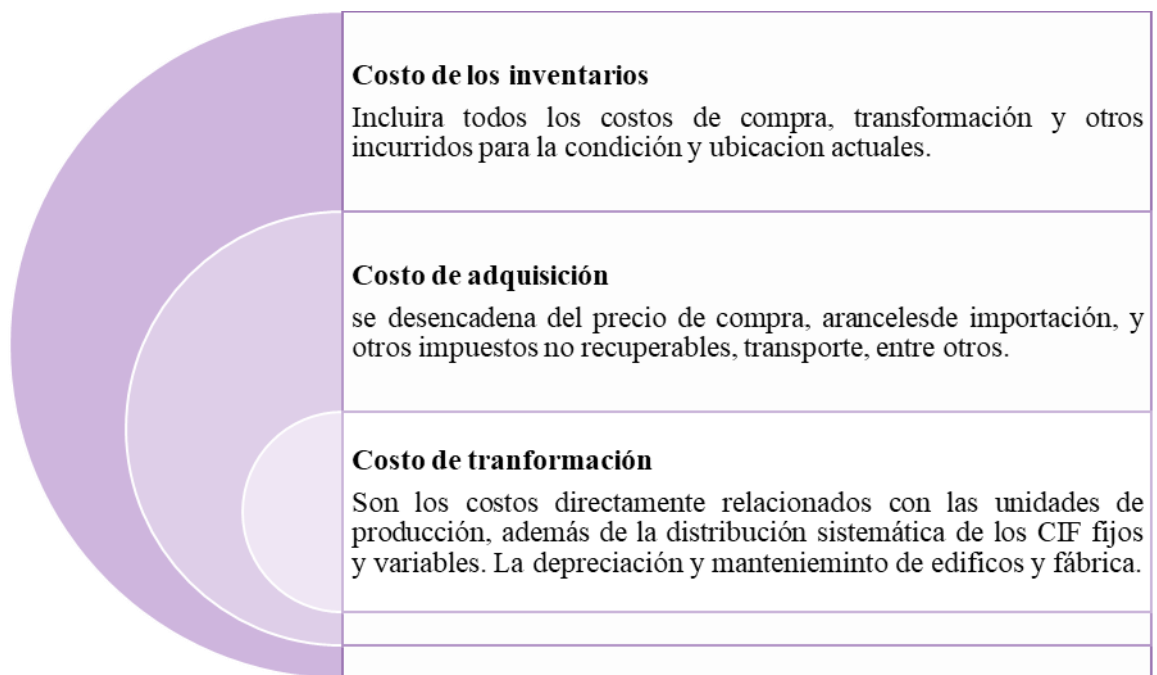 Costo de los inventarios
Incluira todos los costos de compra, transformación y otros
incurridos para la condición y ubicacion actuales.
Costo de adquisición
se desencadena del precio de compra, arancelesde importación, y
otros impuestos no recuperables, transporte, entre otros.
Costo de tranformación
Son los costos directamente relacionados con las unidades de
producción, además de la distribución sistemática de los CIF fijos
y variables. La depreciación y mantenieminto de edificos y fábrica.